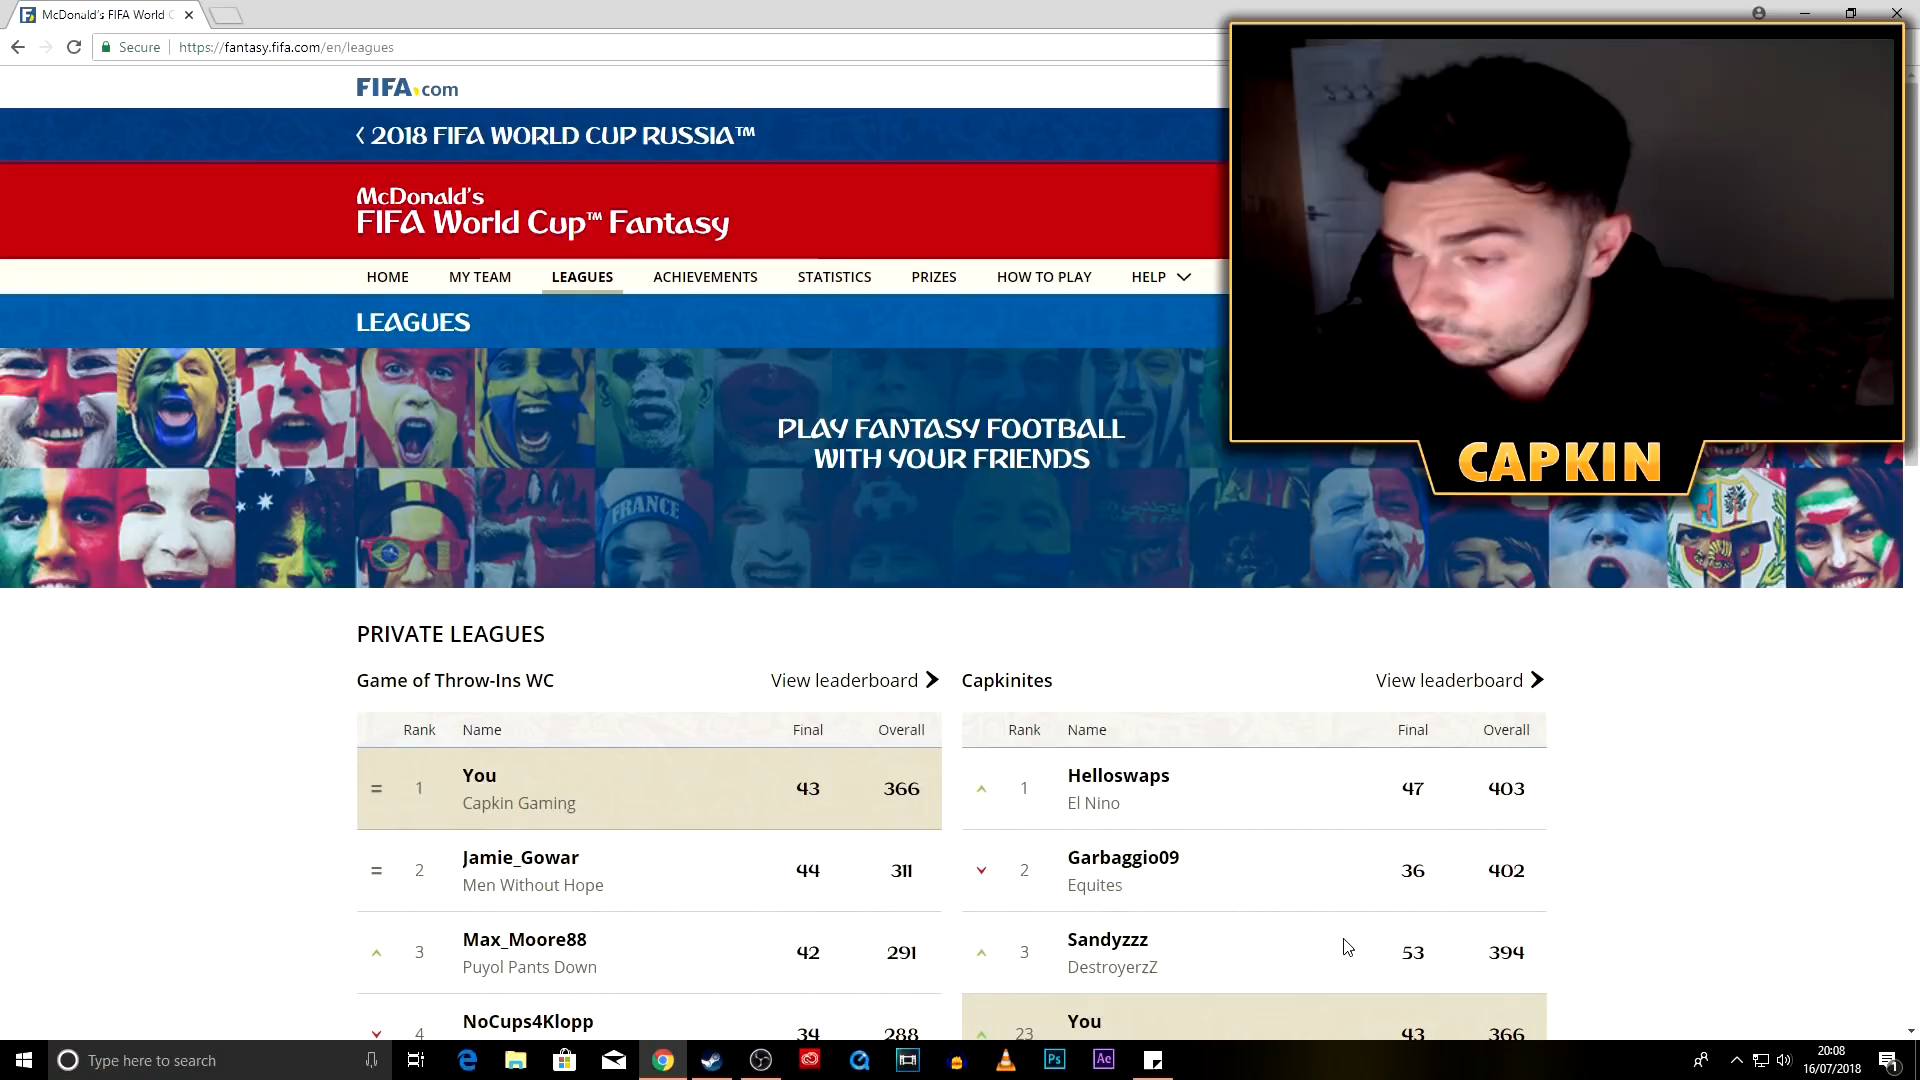 McDonald's FIFA World C
Secure
https://fantasy.fifa.com/en/leagues
FIFA.com
2018 FIFA WORLD CUP RUSSIA™
McDonald's
FIFA World Cup™ Fantasy
HOME MY TEAM LEAGUES ACHIEVEMENTS STATISTICS PRIZES HOW TO PLAY HELP
LEAGUES
PLAY FANTASY FOOTBALL
WITH YOUR FRIENDS
FRANCE
CAPKIN
PRIVATE LEAGUES
Game of Throw-Ins WC View leaderboard
Rank Name Final Overall
= 1 You 43 366
Capkin Gaming
= 2 Jamie_Gowar 44 311
Men Without Hope
3 Max_Moore88 42 291
Puyol Pants Down
4 NoCups4Klopp 34 288
Capkinites View leaderboard
Rank Name Final Overall
1 Helloswaps 47 403
El Nino
2 Garbaggio09 36 402
Equites
3 Sandyzzz 53 394
DestroyerzZ
23 You 43 366
Type here to search
Ps
Ae
20:08
16/07/2018
1